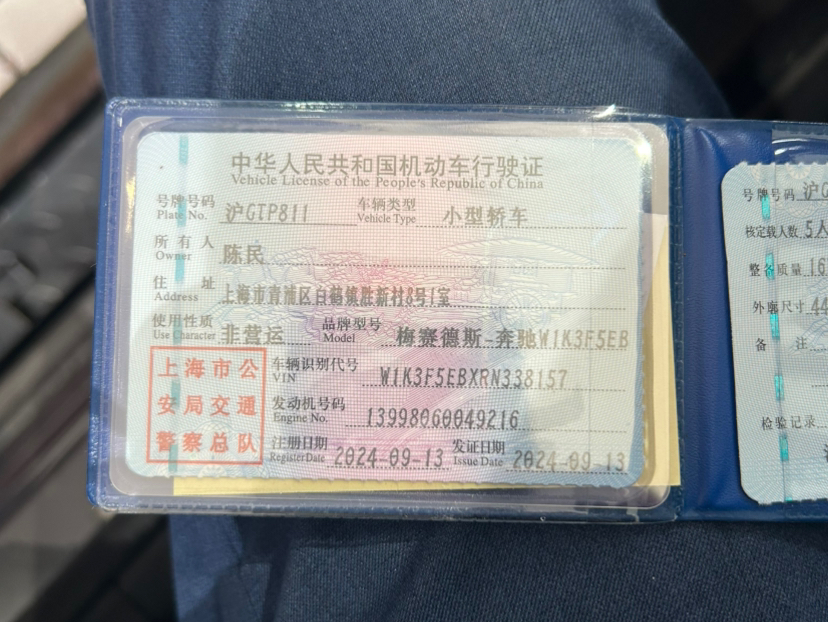 中华人民共和国机动车行驶证
Vehicle License of the People's Republic of China
号牌号码 沪GTP811 车辆类型 小型轿车
Plate No. Vehicle Type
所有人 陈民
Owner
住址 上海市青浦区白鹤镇胜新村8号1室
Address
使用性质 非营运 品牌型号 梅赛德斯-奔驰W1K3F5EB
Use Character Model
上海市公
安局交通
警察总队
车辆识别代号 W1K3F5EBXRN338157
VIN
发动机号码 13998060049216
Engine No.
注册日期 2024-09-13 发证日期 2024-09-13
Register Date Issue Date
号牌号码 沪G
核定载人数 5人
整备质量 16
外廓尺寸 44
备注
检验记录